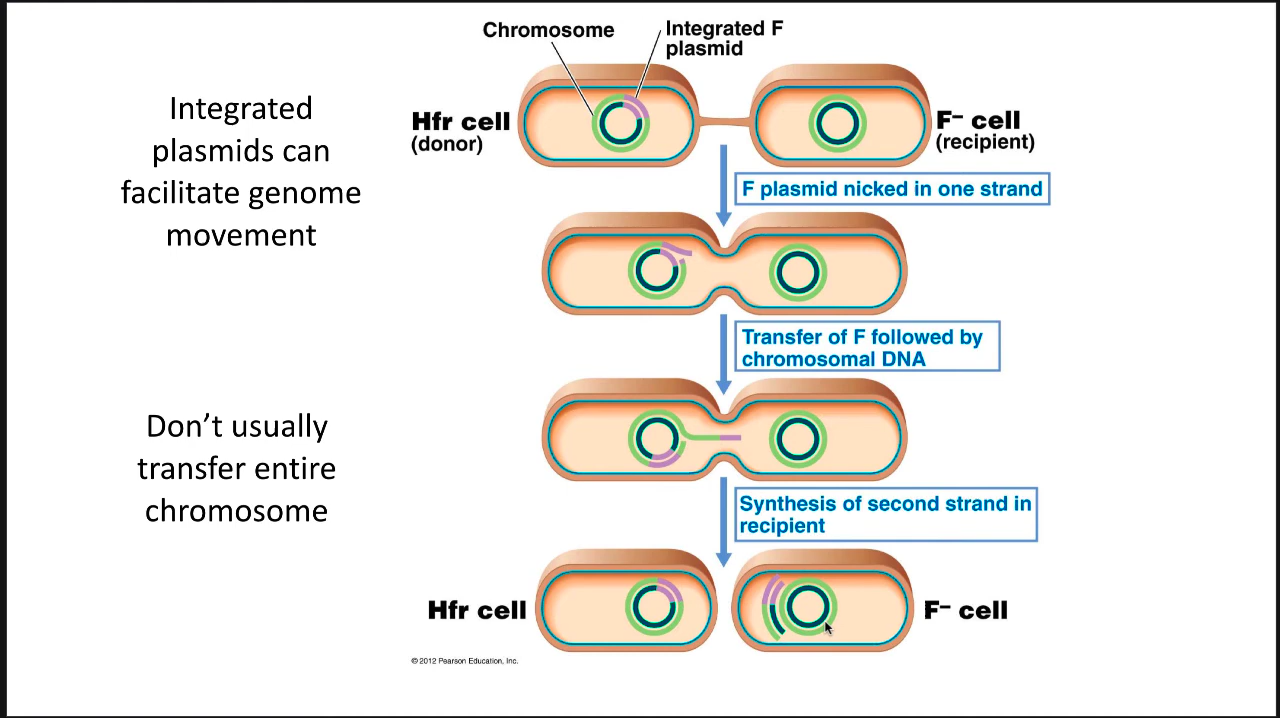 Integrated
plasmids can
facilitate genome
movement
Don’t usually
transfer entire
chromosome
Chromosome
Integrated F
plasmid
Hfr cell
(donor)
F– cell
(recipient)
F plasmid nicked in one strand
Transfer of F followed by
chromosomal DNA
Synthesis of second strand in
recipient
Hfr cell
F– cell
© 2012 Pearson Education, Inc.